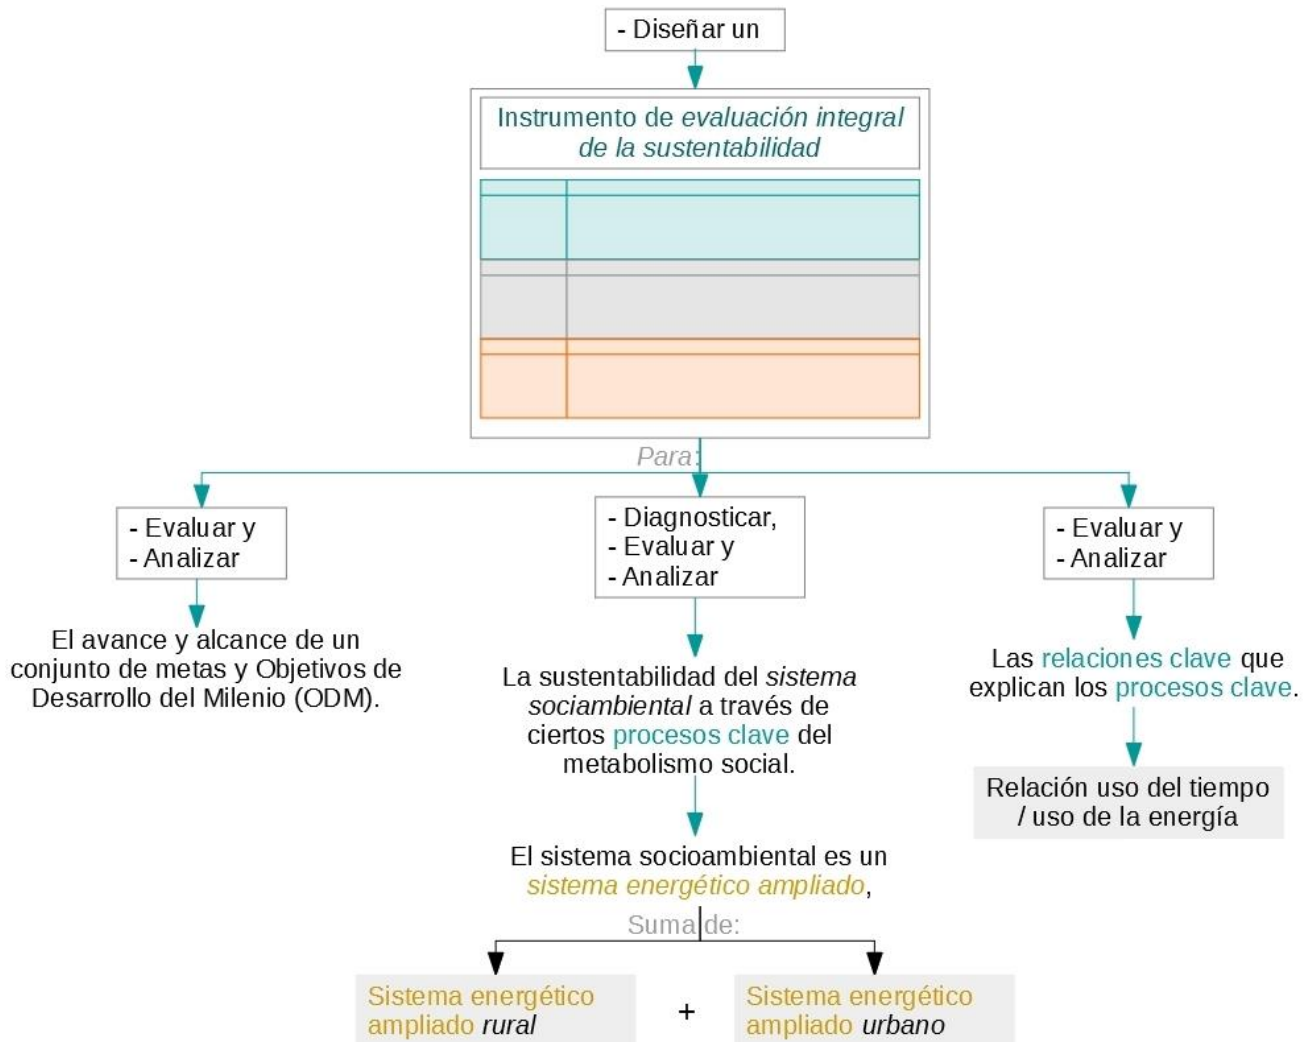 - Diseñar un
Instrumento de evaluación integral
de la sustentabilidad
Para:
- Evaluar y
- Analizar
El avance y alcance de un
conjunto de metas y Objetivos de
Desarrollo del Milenio (ODM).
- Diagnosticar,
- Evaluar y
- Analizar
La sustentabilidad del sistema
sociambiental a través de
ciertos procesos clave del
metabolismo social.
El sistema socioambiental es un
sistema energético ampliado,
Suma de:
Sistema energético
ampliado rural
+
Sistema energético
ampliado urbano
- Evaluar y
- Analizar
Las relaciones clave que
explican los procesos clave.
Relación uso del tiempo
/ uso de la energía